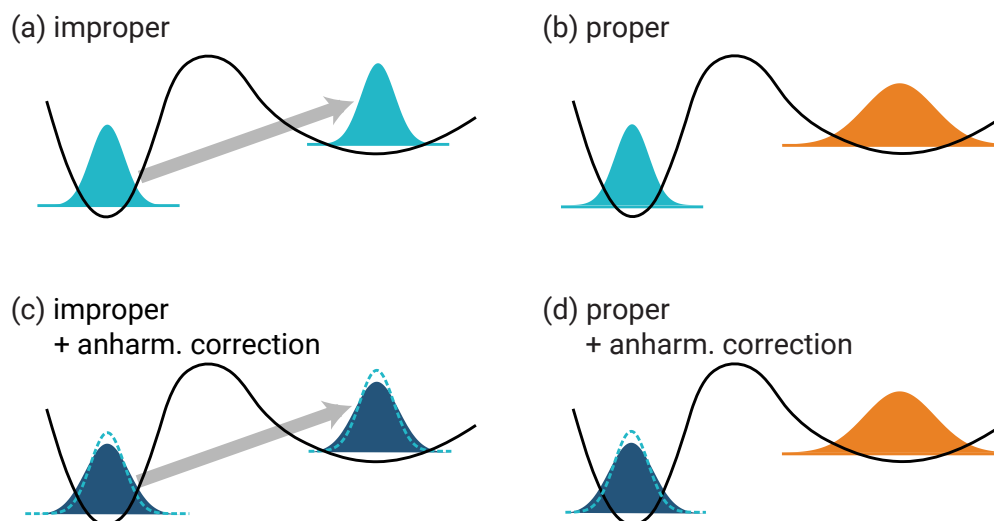 (a) improper
(b) proper
(c) improper
+ anharm. correction
(d) proper
+ anharm. correction